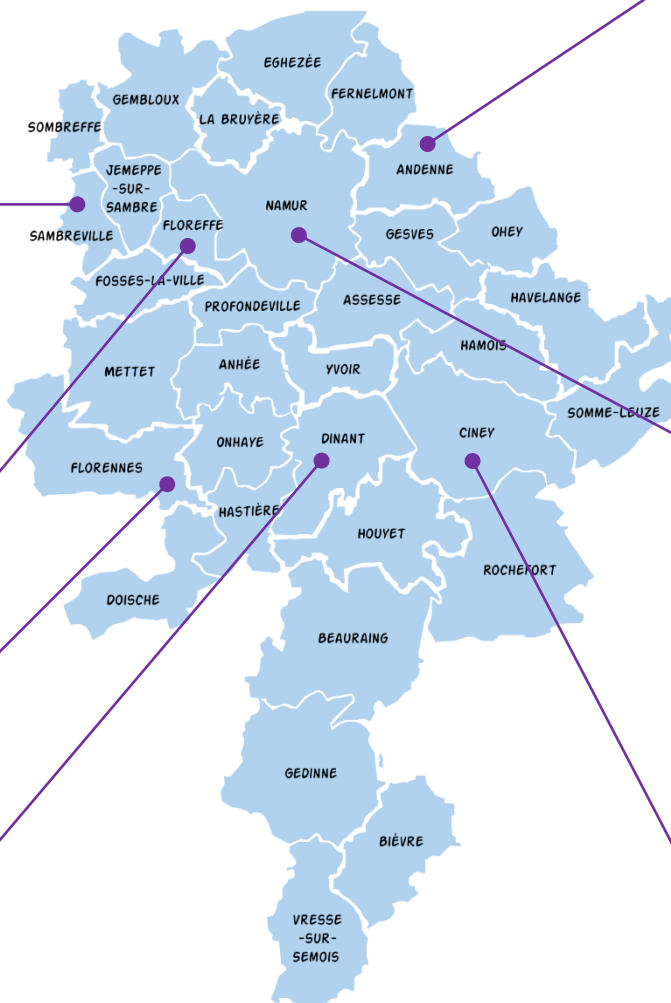 EGHEZÉE
FERNELMONT
GEMBLOUX
LA BRUYÈRE
SOMBREFFE
JEMEPPE
-SUR-
SAMBRE
ANDENNE
NAMUR
FLOREFFE
SAMBREVILLE
GESVES
OHEY
FOSSES-LA-VILLE
PROFONDEVILLE
ASSESSE
HAVELANGE
HAMOIS
METTET
ANHÉE
YVOIR
SOMME-LEUZE
ONHAYE
DINANT
CINEY
FLORENNES
HASTIÈRE
HOUYET
ROCHEFORT
DOISCHE
BEAURAING
GEDINNE
BIÈVRE
VRESSE
-SUR-
SEMOIS